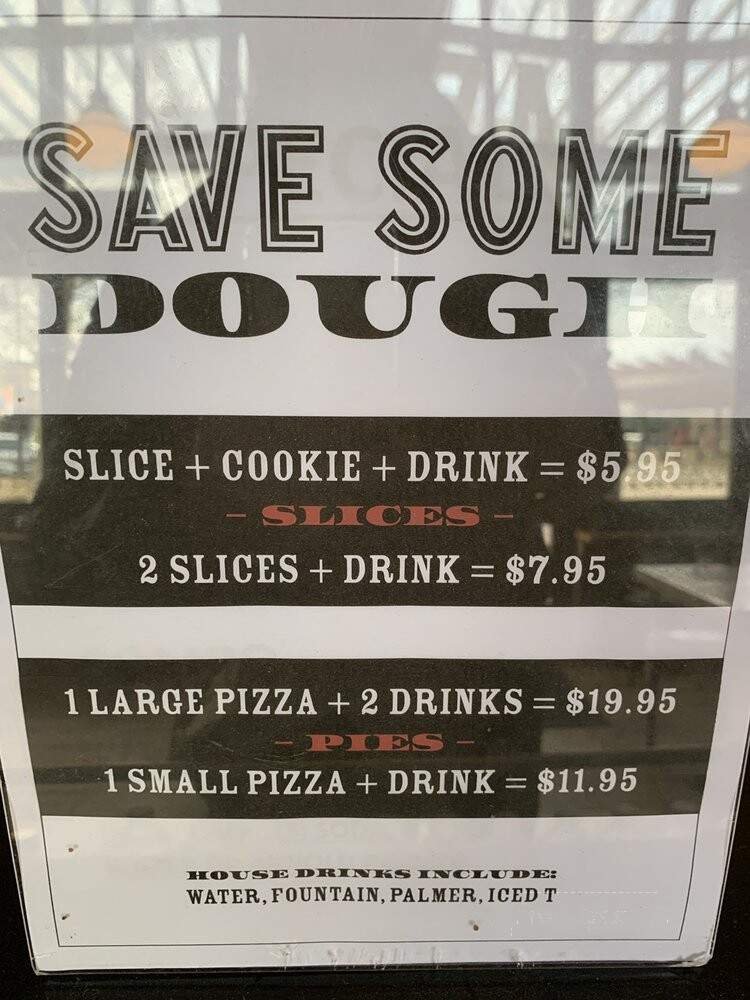 SAVE SOME
DOUGH
SLICE + COOKIE + DRINK = $5.95
- SLICES -
2 SLICES + DRINK = $7.95
1 LARGE PIZZA + 2 DRINKS = $19.95
- PIES -
1 SMALL PIZZA + DRINK = $11.95
HOUSE DRINKS INCLUDE:
WATER, FOUNTAIN, PALMER, ICED T